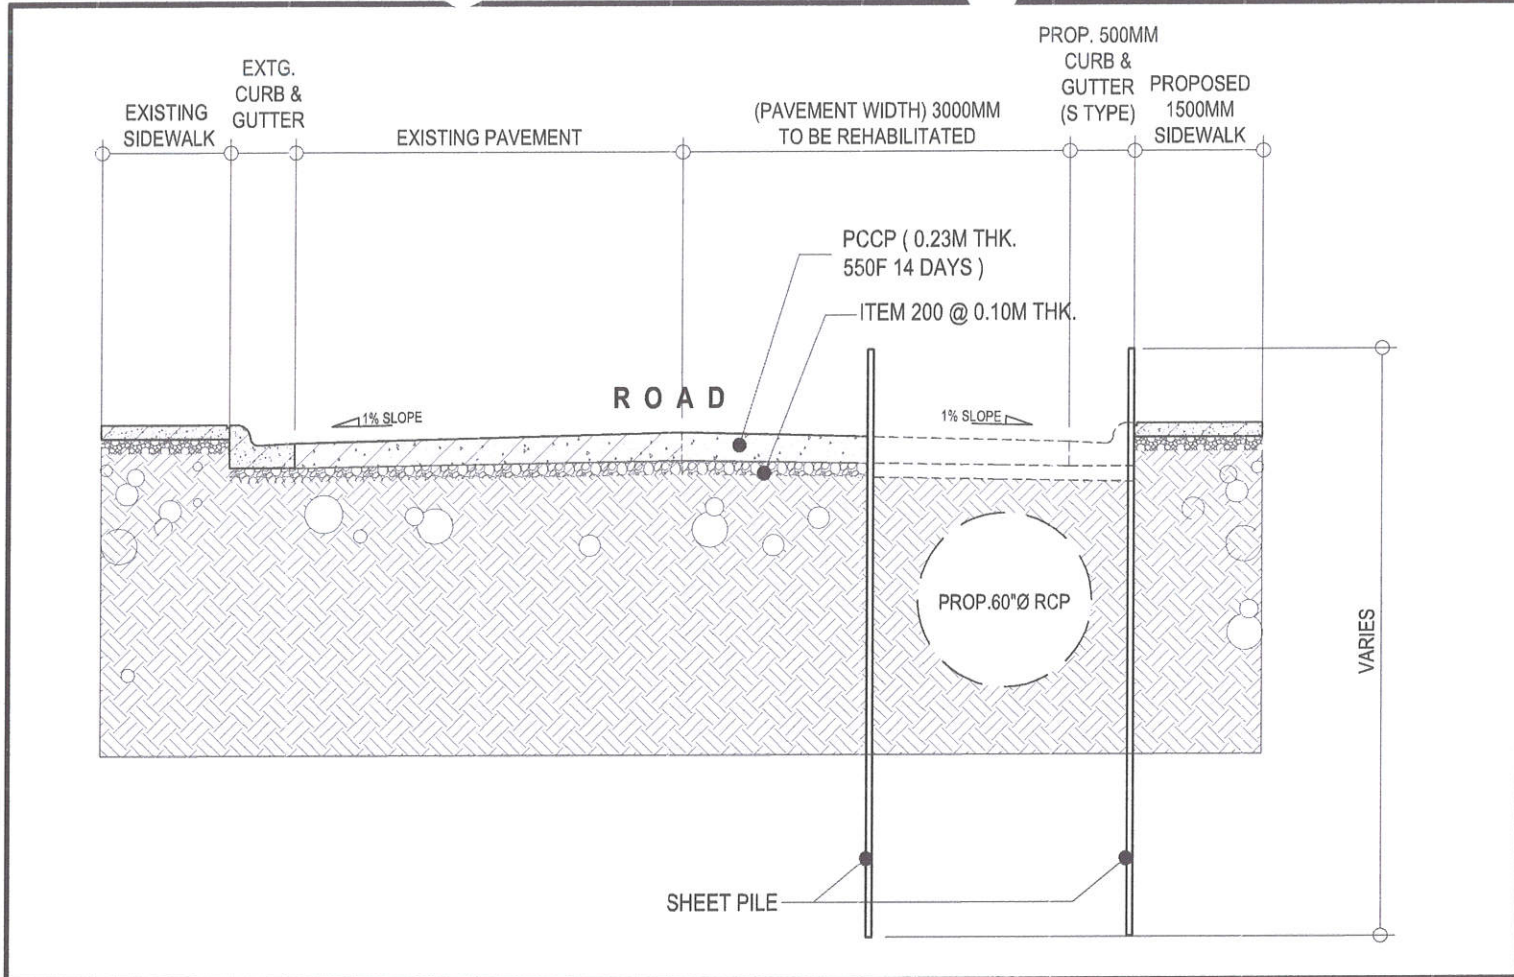 EXISTING
SIDEWALK
EXTG.
CURB &
GUTTER
EXISTING PAVEMENT
(PAVEMENT WIDTH) 3000MM
TO BE REHABILITATED
PROP. 500MM
CURB &
GUTTER
(S TYPE)
PROPOSED
1500MM
SIDEWALK
PCCP ( 0.23M THK.
550F 14 DAYS )
ITEM 200 @ 0.10M THK.
ROAD
1% SLOPE
1% SLOPE
PROP.60"Ø RCP
VARIES
SHEET PILE